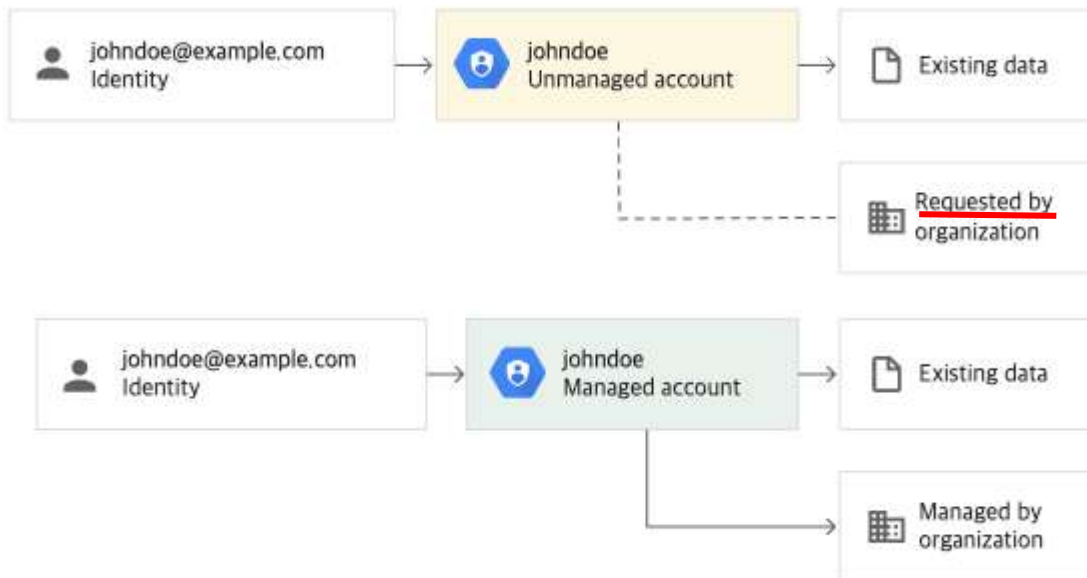 johndoe@example.com
Identity
johndoe
Unmanaged account
Existing data
Requested by
organization
johndoe@example.com
Identity
johndoe
Managed account
Existing data
Managed by
organization